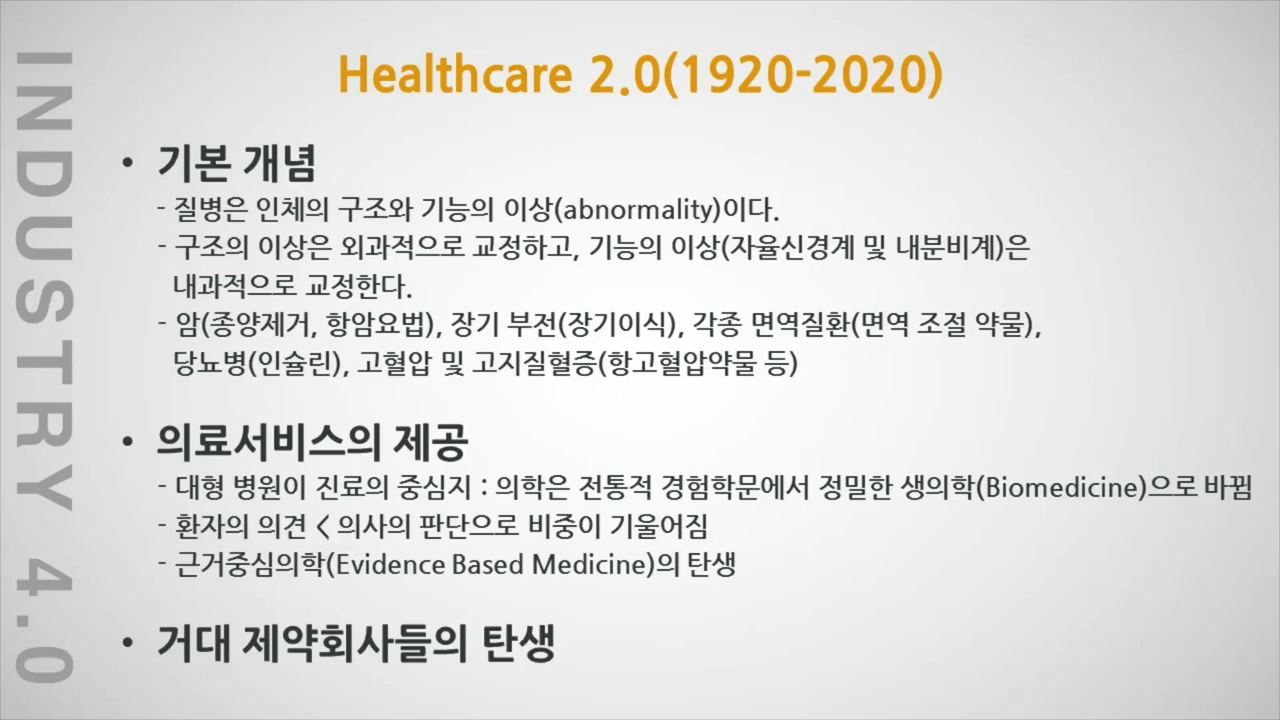 INDUSTRY 4.0
Healthcare 2.0(1920-2020)
• 기본 개념
- 질병은 인체의 구조와 기능의 이상(abnormality)이다.
- 구조의 이상은 외과적으로 교정하고, 기능의 이상(자율신경계 및 내분비계)은
내과적으로 교정한다.
- 암(종양제거, 항암요법), 장기 부전(장기이식), 각종 면역질환(면역 조절 약물),
당뇨병(인슐린), 고혈압 및 고지질혈증(항고혈압약물 등)
• 의료서비스의 제공
- 대형 병원이 진료의 중심지 : 의학은 전통적 경험학문에서 정밀한 생의학(Biomedicine)으로 바뀜
- 환자의 의견 < 의사의 판단으로 비중이 기울어짐
- 근거중심의학(Evidence Based Medicine)의 탄생
• 거대 제약회사들의 탄생